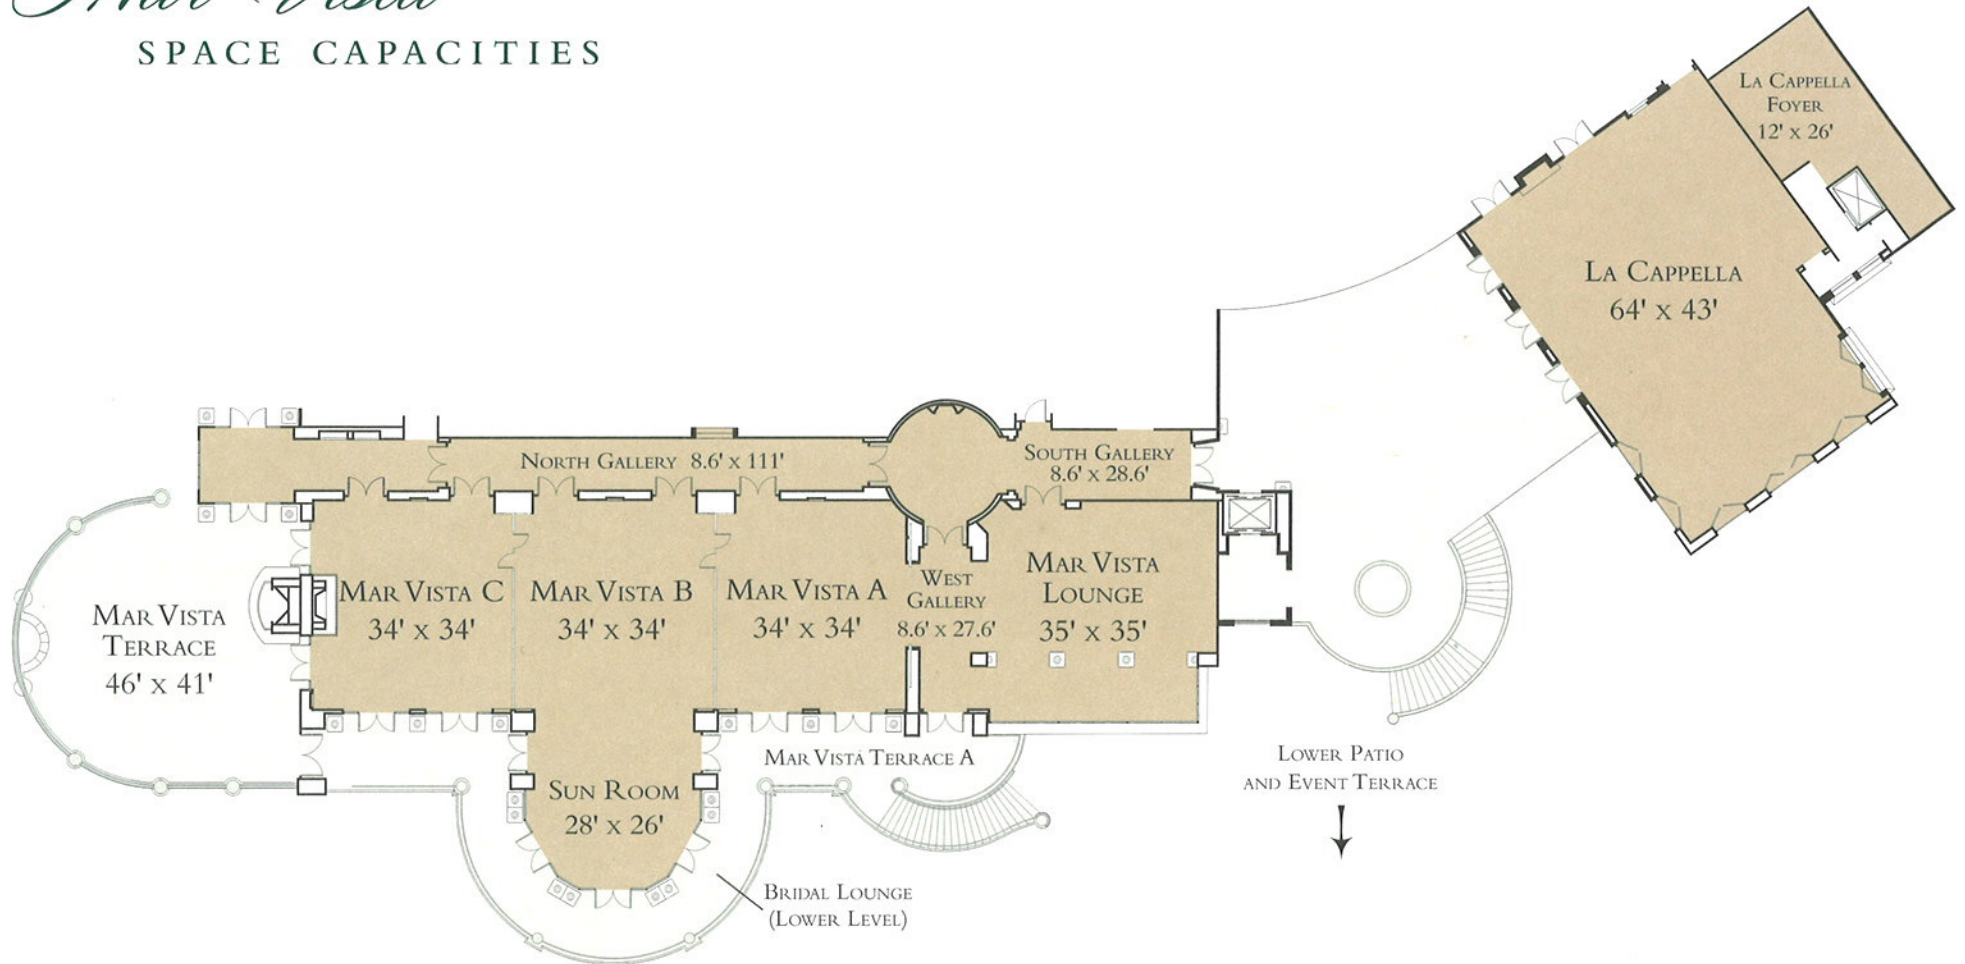 Mar Vista
SPACE CAPACITIES
LA CAPPELLA
FOYER
12' x 26'
LA CAPPELLA
64' x 43'
NORTH GALLERY 8.6' x 111'
SOUTH GALLERY
8.6' x 28.6'
MAR VISTA
TERRACE
46' x 41'
MAR VISTA C
34' x 34'
MAR VISTA B
34' x 34'
MAR VISTA A
34' x 34'
WEST
GALLERY
8.6' x 27.6'
MAR VISTA
LOUNGE
35' x 35'
SUN ROOM
28' x 26'
MAR VISTA TERRACE A
LOWER PATIO
AND EVENT TERRACE
BRIDAL LOUNGE
(LOWER LEVEL)